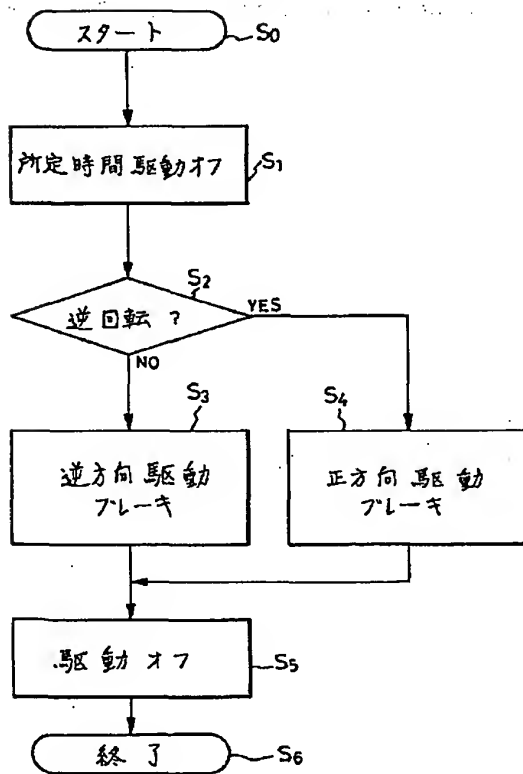 スタート
S0
所定時間駆動オフ
S1
S2
逆回転?
YES
NO
S3
逆方向駆動
ブレーキ
S4
正方向駆動
ブレーキ
駆動オフ
S5
終了
S6